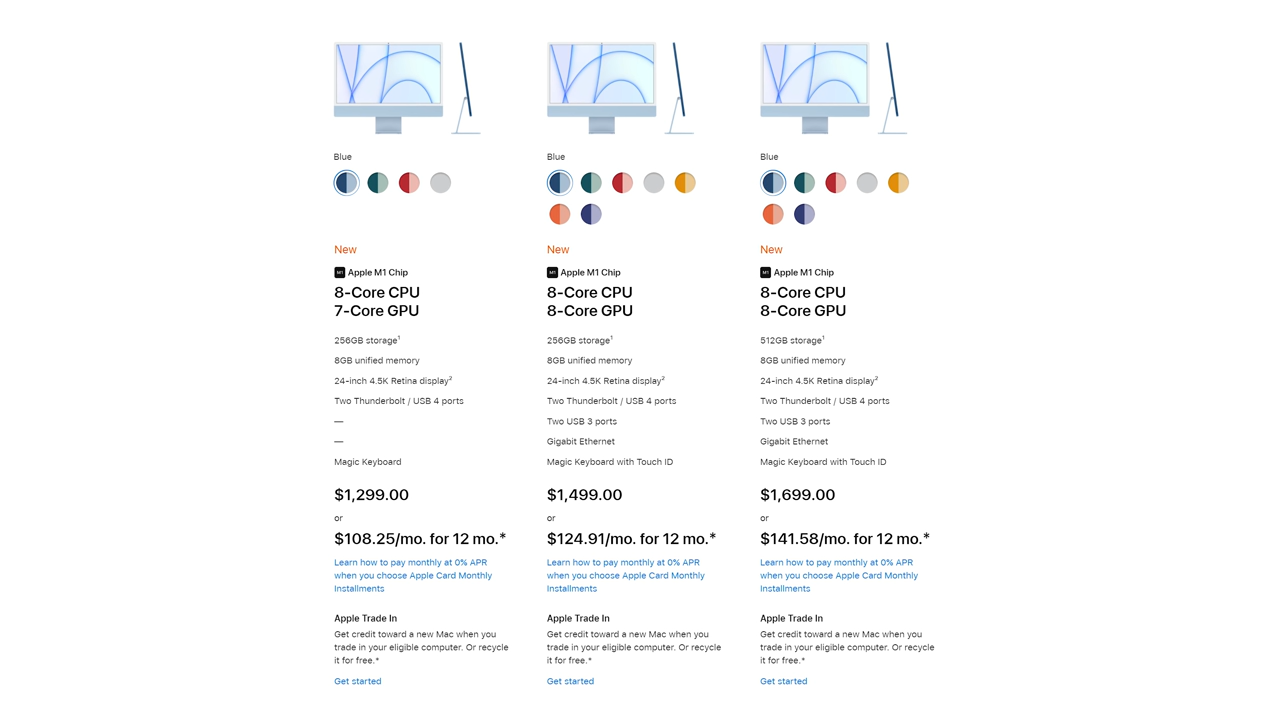 Blue
New
M1 Apple M1 Chip
8-Core CPU
7-Core GPU
256GB storage¹
8GB unified memory
24-inch 4.5K Retina display²
Two Thunderbolt / USB 4 ports
—
—
Magic Keyboard
$1,299.00
or
$108.25/mo. for 12 mo.*
Learn how to pay monthly at 0% APR
when you choose Apple Card Monthly
Installments
Apple Trade In
Get credit toward a new Mac when you
trade in your eligible computer. Or recycle
it for free.*
Get started
Blue
New
M1 Apple M1 Chip
8-Core CPU
8-Core GPU
256GB storage¹
8GB unified memory
24-inch 4.5K Retina display²
Two Thunderbolt / USB 4 ports
Two USB 3 ports
Gigabit Ethernet
Magic Keyboard with Touch ID
$1,499.00
or
$124.91/mo. for 12 mo.*
Learn how to pay monthly at 0% APR
when you choose Apple Card Monthly
Installments
Apple Trade In
Get credit toward a new Mac when you
trade in your eligible computer. Or recycle
it for free.*
Get started
Blue
New
M1 Apple M1 Chip
8-Core CPU
8-Core GPU
512GB storage¹
8GB unified memory
24-inch 4.5K Retina display²
Two Thunderbolt / USB 4 ports
Two USB 3 ports
Gigabit Ethernet
Magic Keyboard with Touch ID
$1,699.00
or
$141.58/mo. for 12 mo.*
Learn how to pay monthly at 0% APR
when you choose Apple Card Monthly
Installments
Apple Trade In
Get credit toward a new Mac when you
trade in your eligible computer. Or recycle
it for free.*
Get started